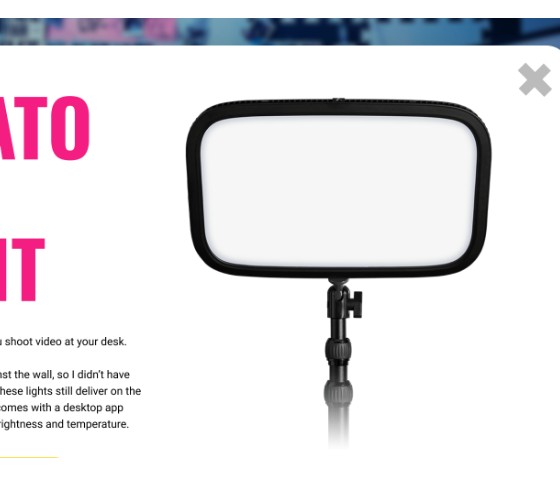 ATO
HT
u shoot video at your desk.
nst the wall, so I didn’t have
hese lights still deliver on the
comes with a desktop app
rightness and temperature.